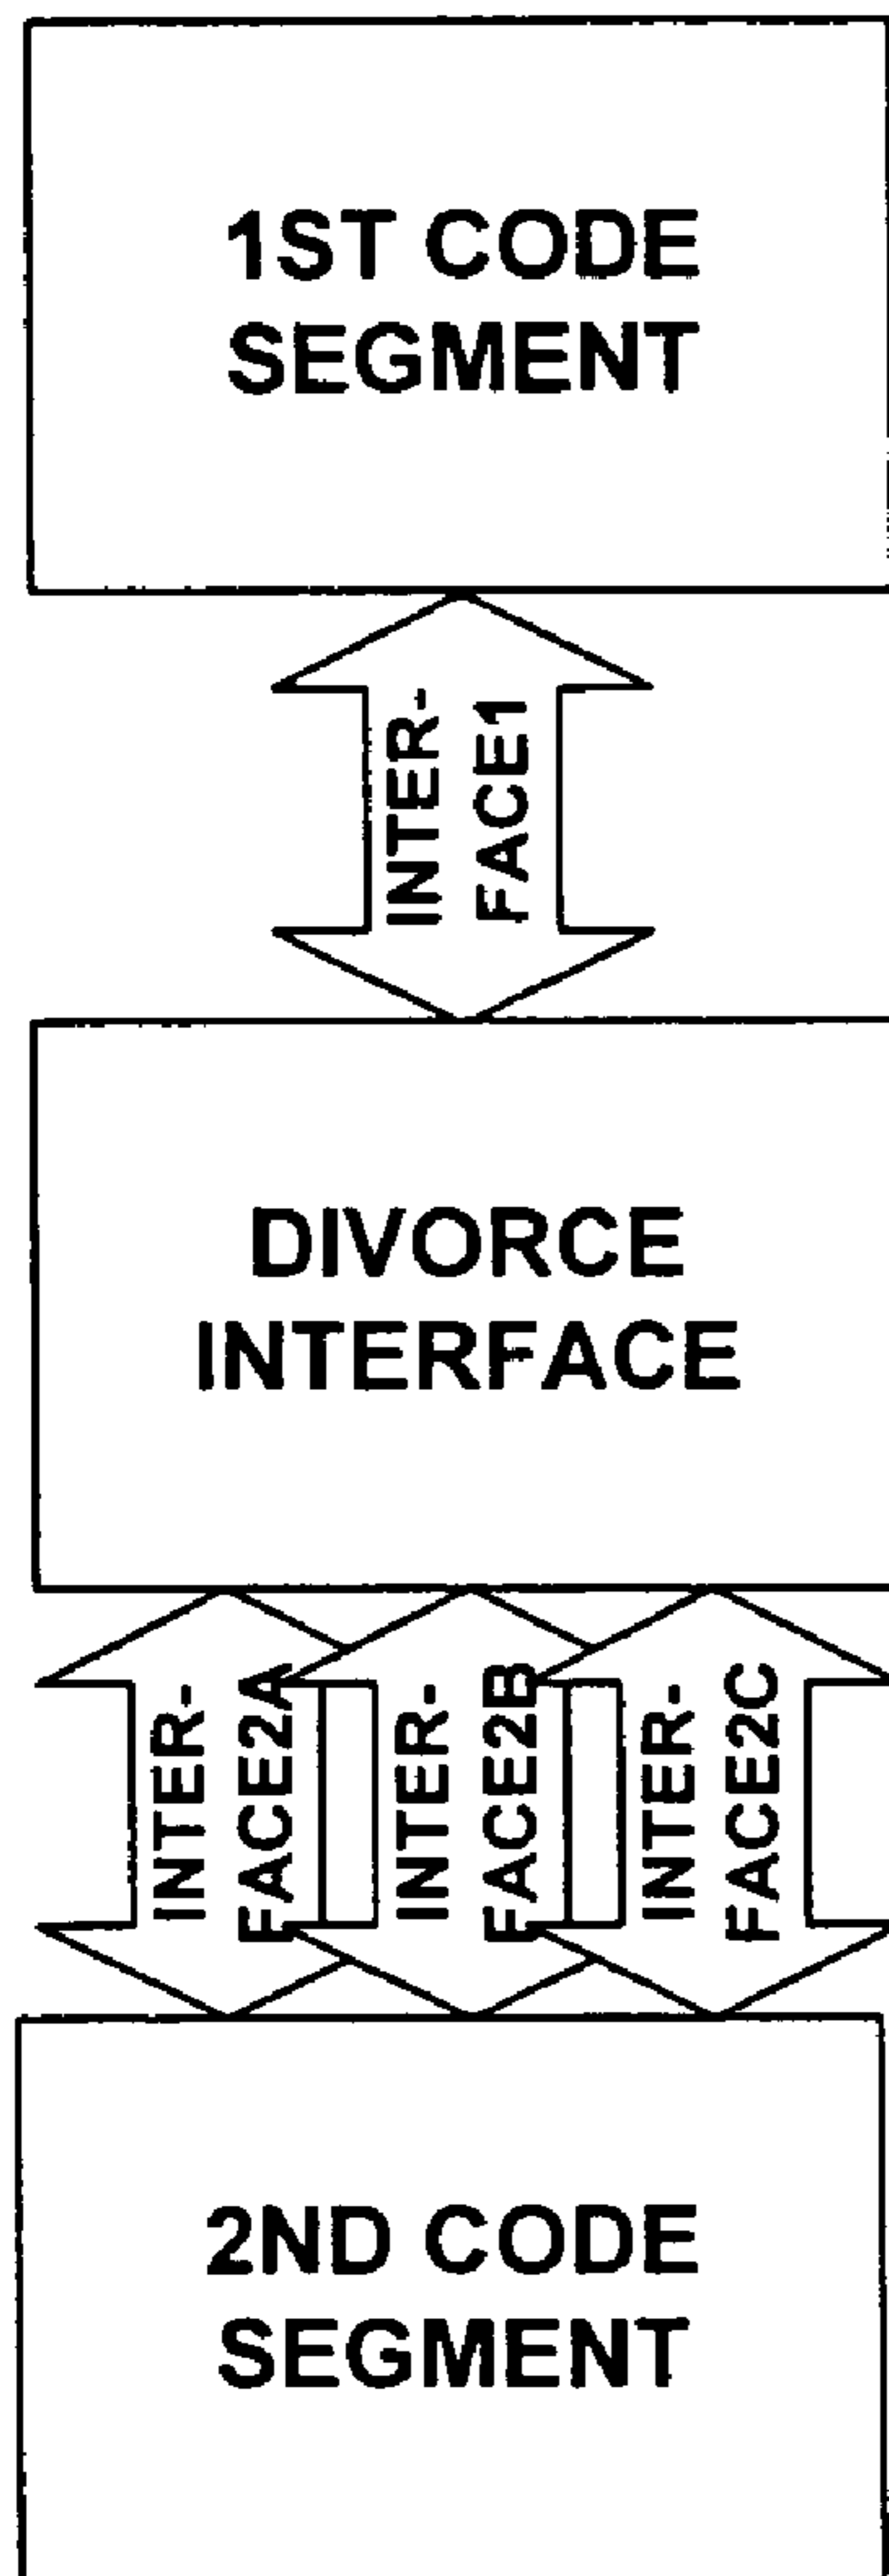 1ST CODE
SEGMENT
INTER-
FACE1
DIVORCE
INTERFACE
INTER-
FACE2A
INTER-
FACE2B
INTER-
FACE2C
2ND CODE
SEGMENT